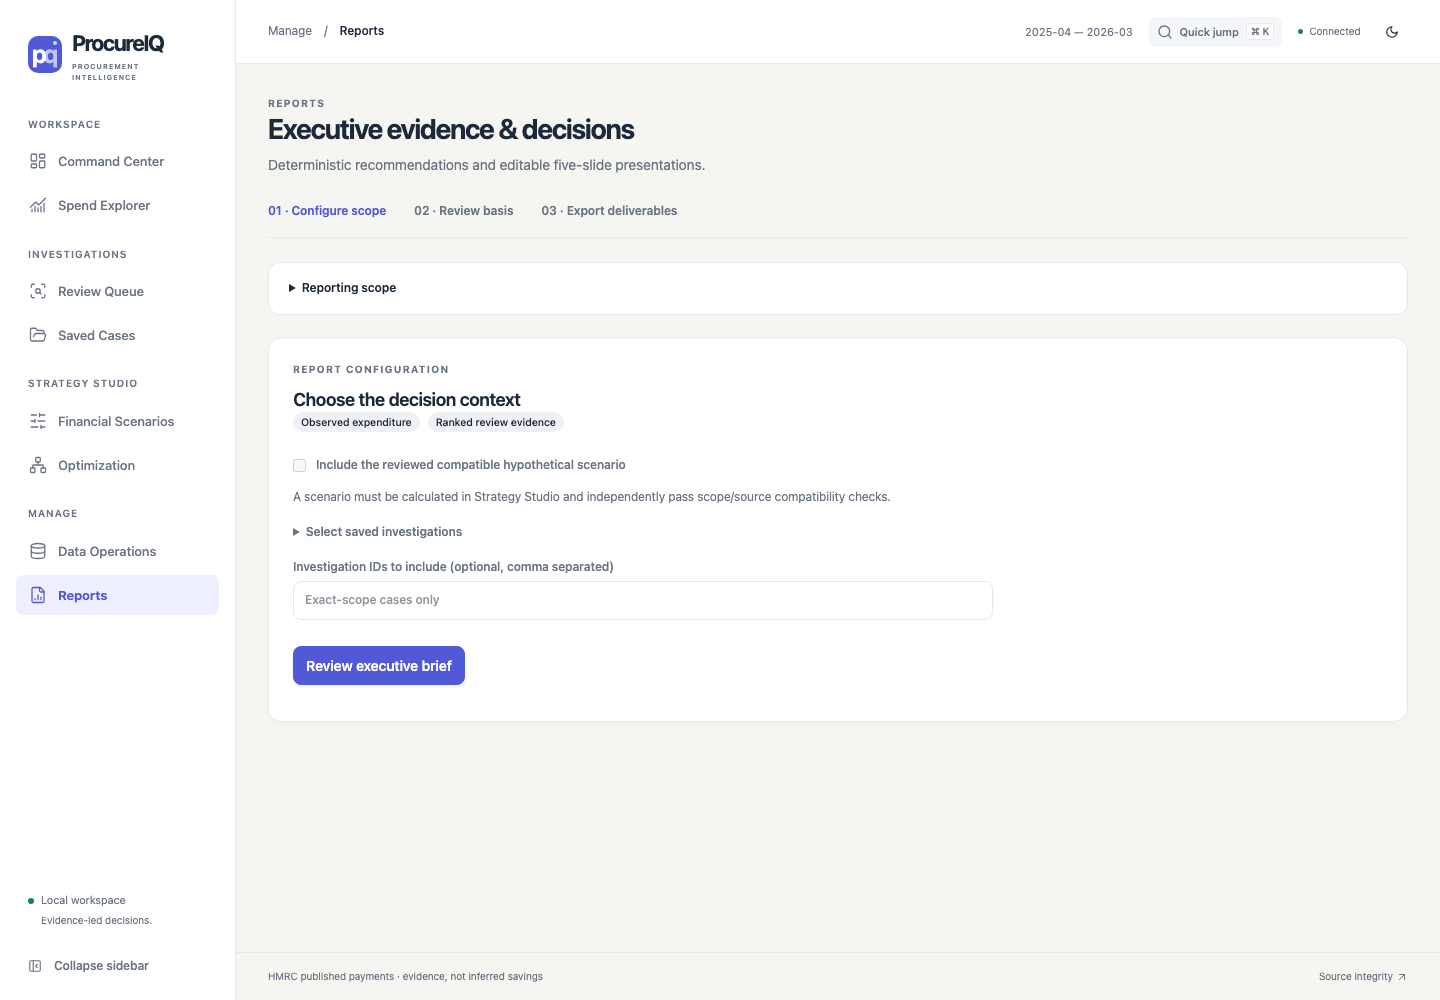 pq
ProcureIQ
PROCUREMENT
INTELLIGENCE
WORKSPACE
Command Center
Spend Explorer
INVESTIGATIONS
Review Queue
Saved Cases
STRATEGY STUDIO
Financial Scenarios
Optimization
MANAGE
Data Operations
Reports
Local workspace
Evidence-led decisions.
Collapse sidebar
Manage / Reports
2025-04 — 2026-03
Quick jump ⌘ K
Connected
REPORTS
Executive evidence & decisions
Deterministic recommendations and editable five-slide presentations.
01 · Configure scope 02 · Review basis 03 · Export deliverables
Reporting scope
REPORT CONFIGURATION
Choose the decision context
Observed expenditure Ranked review evidence
Include the reviewed compatible hypothetical scenario
A scenario must be calculated in Strategy Studio and independently pass scope/source compatibility checks.
Select saved investigations
Investigation IDs to include (optional, comma separated)
Exact-scope cases only
Review executive brief
HMRC published payments · evidence, not inferred savings
Source integrity